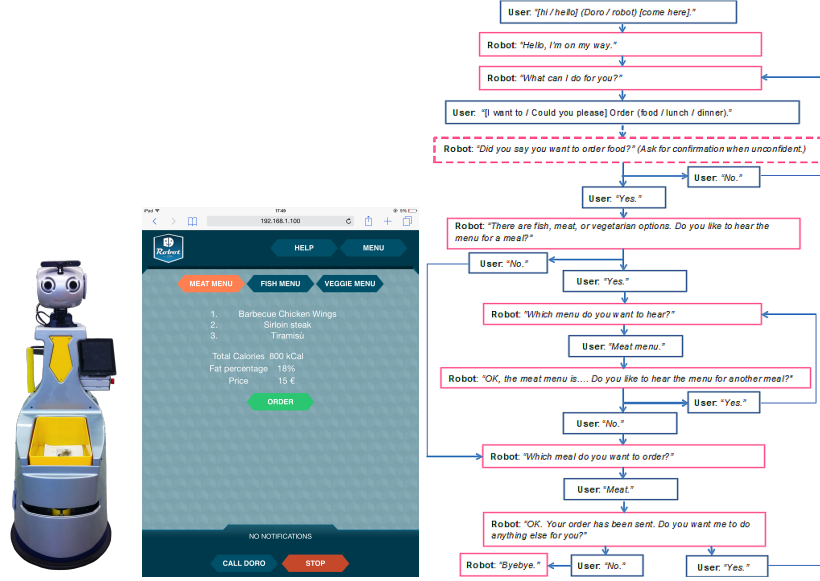 iPad
17:49
9%
192.168.1.100
Robot
HELP
MENU
MEAT MENU
FISH MENU
VEGGIE MENU
1. Barbecue Chicken Wings
2. Sirloin steak
3. Tiramisù
Total Calories 800 kCal
Fat percentage 18%
Price 15 €
ORDER
NO NOTIFICATIONS
CALL DORO
STOP
User: "[hi / hello] (Doro / robot) [come here]."
Robot: "Hello, I'm on my way."
Robot: "What can I do for you?"
User: "[I want to / Could you please] Order (food / lunch / dinner)."
Robot: "Did you say you want to order food?" (Ask for confirmation when unconfident.)
User: "No."
User: "Yes."
Robot: "There are fish, meat, or vegetarian options. Do you like to hear the
menu for a meal?"
User: "No."
User: "Yes."
Robot: "Which menu do you want to hear?"
User: "Meat menu."
Robot: "OK, the meat menu is.... Do you like to hear the menu for another meal?"
User: "Yes."
User: "No."
Robot: "Which meal do you want to order?"
User: "Meat."
Robot: "OK. Your order has been sent. Do you want me to do
anything else for you?"
Robot: "Byebye."
User: "No."
User: "Yes."